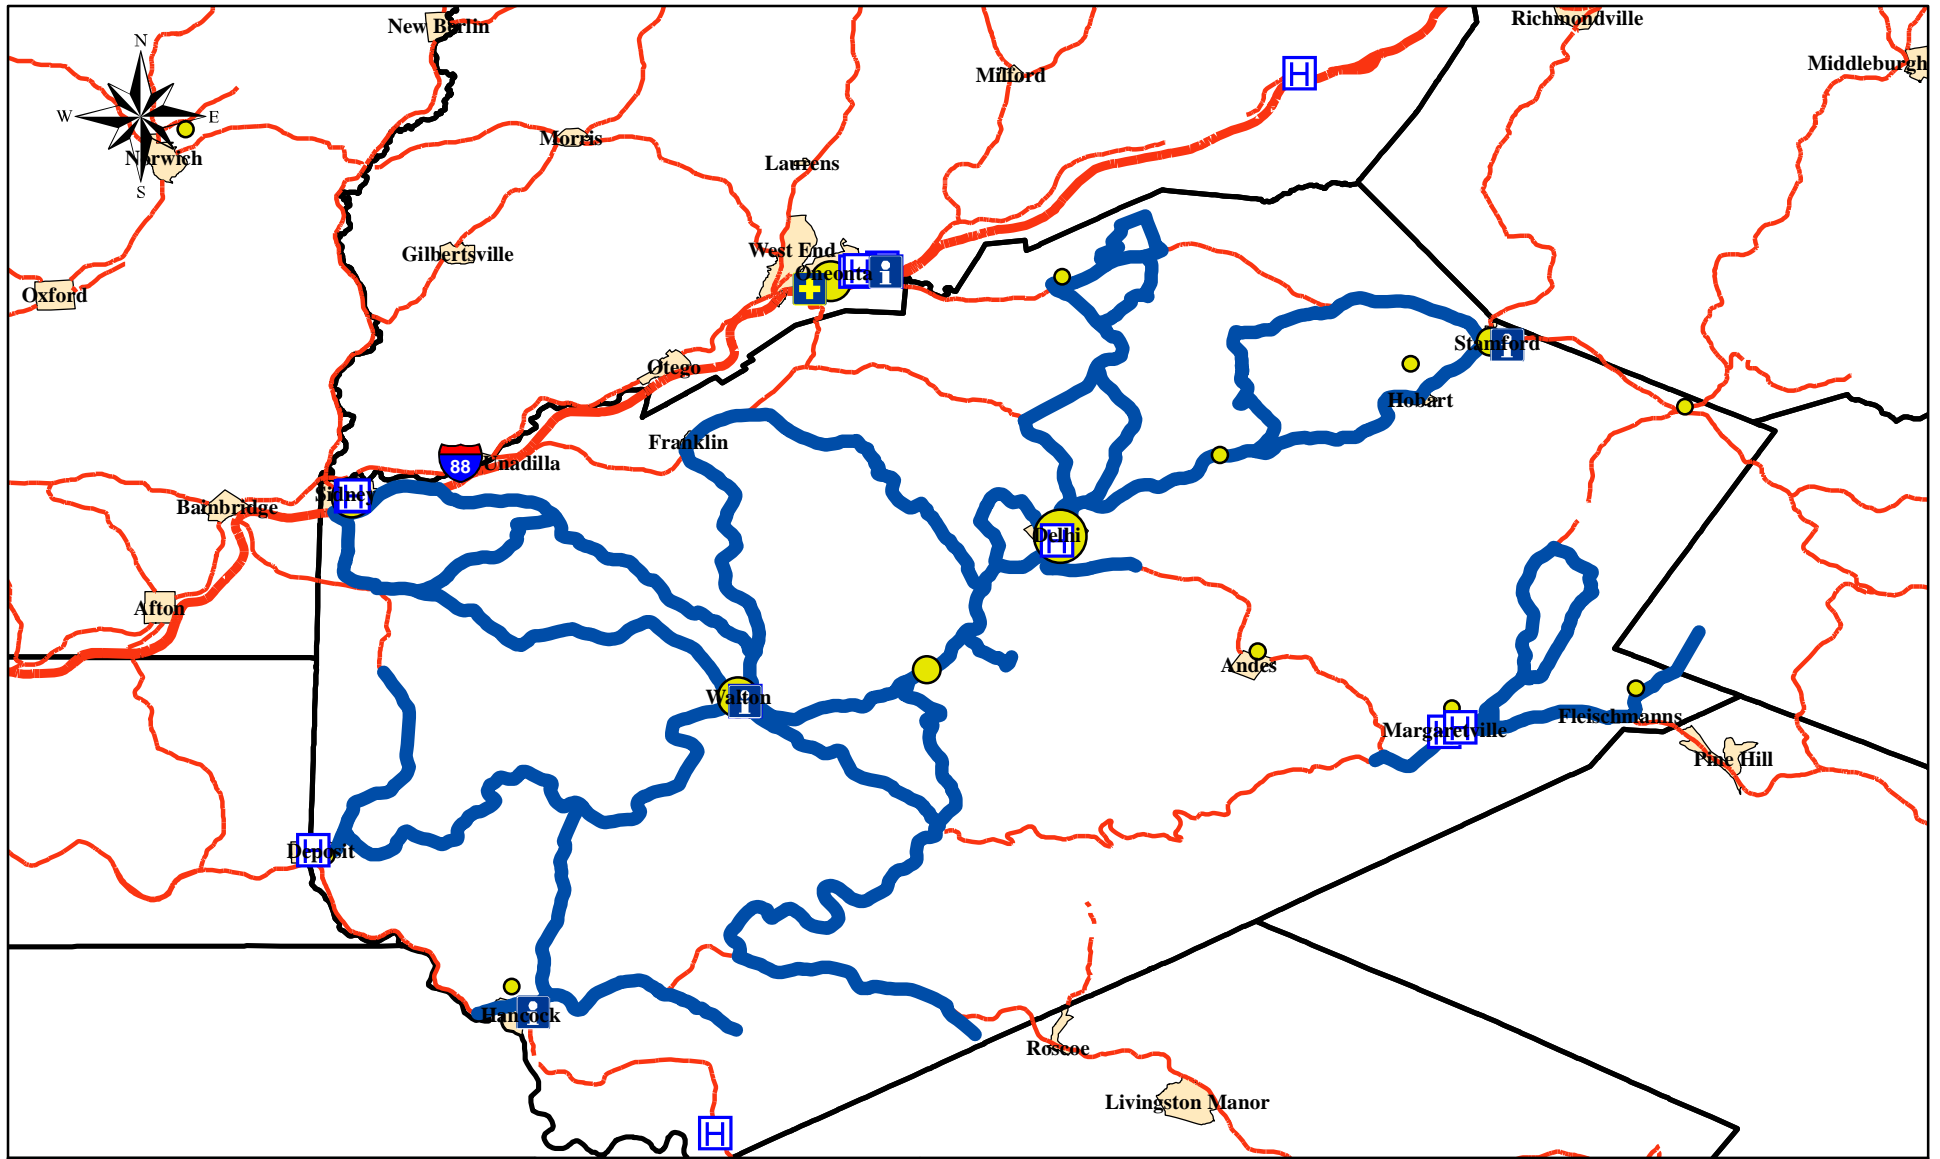 New Berlin
Richmondville
N
Milford
Middleburgh
H
W
E
Morris
Norwich
Laurens
S
West End
Gilbertsville
Oneonta
H
i
Oxford
Stamford
i
Otego
Hobart
Franklin
88
Unadilla
Sidney
H
Bainbridge
Delhi
H
Afton
Andes
Walton
i
Fleischmanns
Margaretville
H
H
Pine Hill
Deposit
H
Hancock
i
Roscoe
Livingston Manor
H